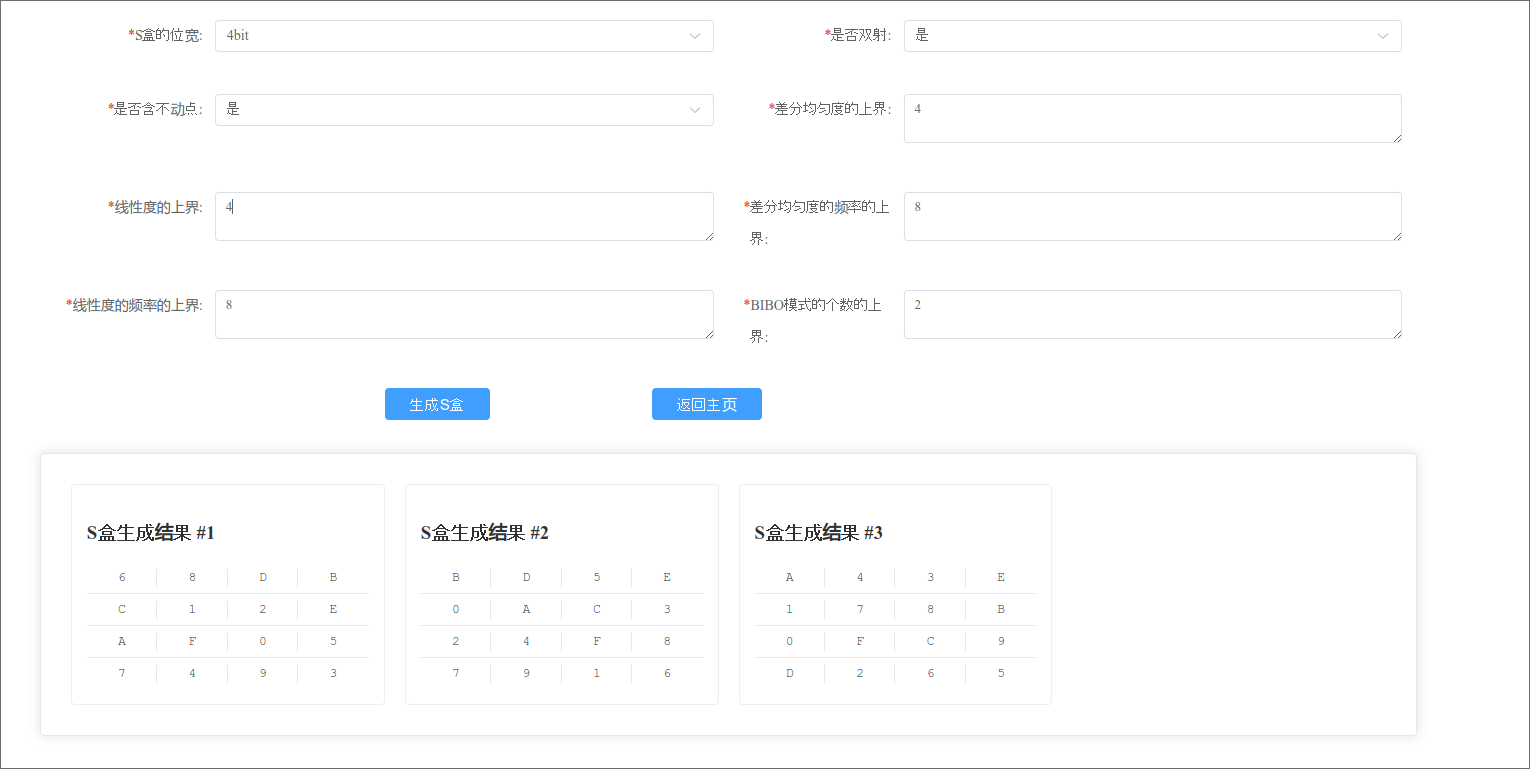 *S盒的位宽: 4bit *是否双射: 是
*是否含不动点: 是 *差分均匀度的上界: 4
*线性度的上界: 4 *差分均匀度的频率的上 8
界:
*线性度的频率的上界: 8 *BIBO模式的个数的上 2
界:
生成S盒 返回主页
S盒生成结果 #1 S盒生成结果 #2 S盒生成结果 #3
6 8 D B B D 5 E A 4 3 E
C 1 2 E 0 A C 3 1 7 8 B
A F 0 5 2 4 F 8 0 F C 9
7 4 9 3 7 9 1 6 D 2 6 5